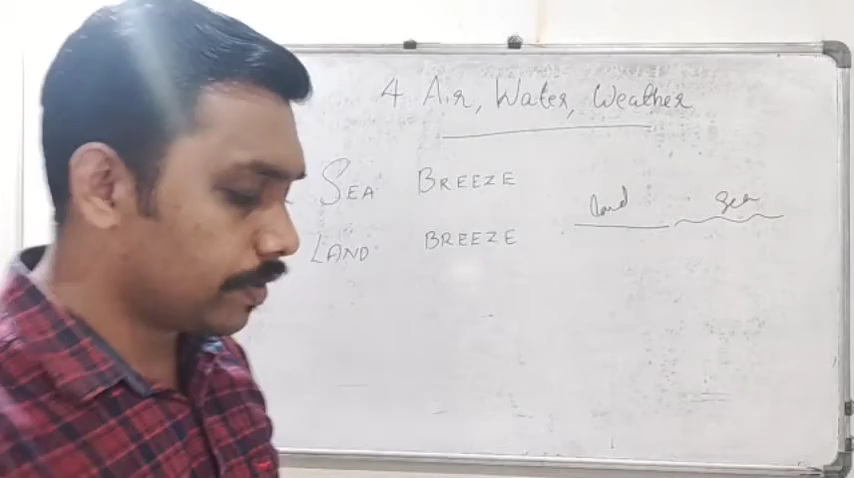 4 Air, Water, Weather
SEA BREEZE
land sea
LAND BREEZE